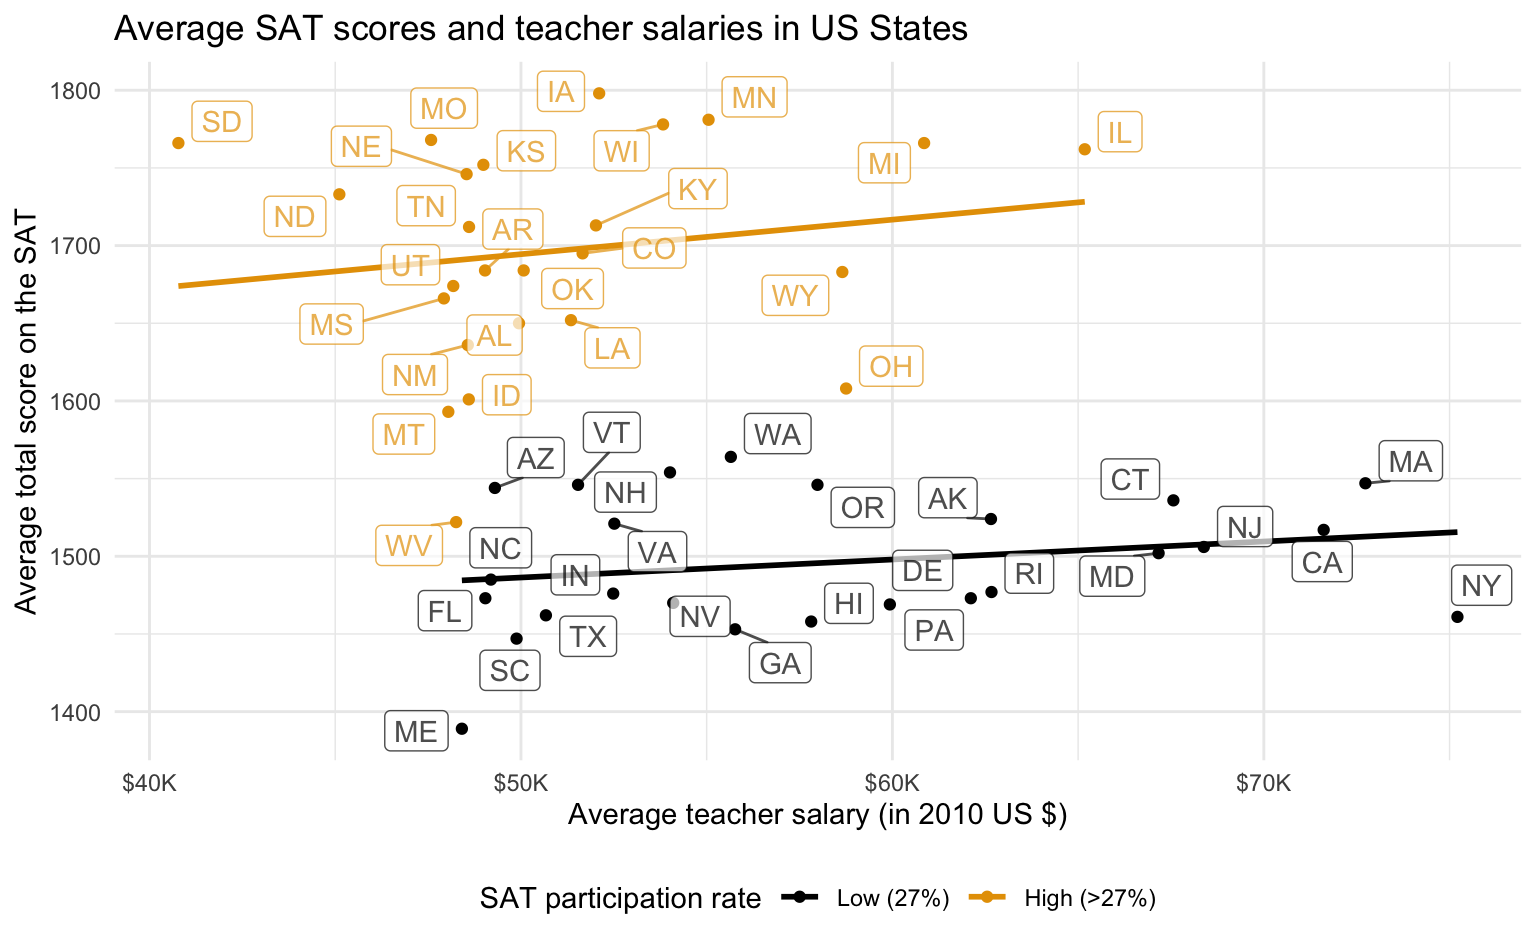 Average SAT scores and teacher salaries in US States
Average total score on the SAT
1800
1700
1600
1500
1400
SD
MO
IA
MN
NE
KS
WI
IL
MI
ND
TN
KY
AR
CO
UT
OK
WY
MS
AL
LA
NM
ID
OH
MT
VT
WA
AZ
NH
OR
AK
CT
MA
WV
NC
VA
NJ
CA
IN
DE
RI
MD
NY
FL
TX
NV
HI
PA
SC
GA
ME
$40K
$50K
$60K
$70K
Average teacher salary (in 2010 US $)
SAT participation rate
Low (27%)
High (>27%)